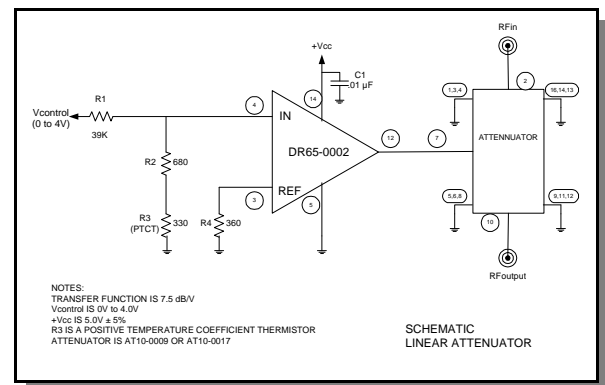 RFin
+Vcc
C1
.01 µF
2
1,3,4
16,14,13
R1
Vcontrol
(0 to 4V)
39K
4
14
IN
12
7
ATTENNUATOR
DR65-0002
R2
680
REF
3
5
5,6,8
9,11,12
R3
(PTCT)
330
R4
360
10
RFoutput
NOTES:
TRANSFER FUNCTION IS 7.5 dB/V
Vcontrol IS 0V to 4.0V
+Vcc IS 5.0V ± 5%
R3 IS A POSITIVE TEMPERATURE COEFFICIENT THERMISTOR
ATTENUATOR IS AT10-0009 OR AT10-0017
SCHEMATIC
LINEAR ATTENUATOR